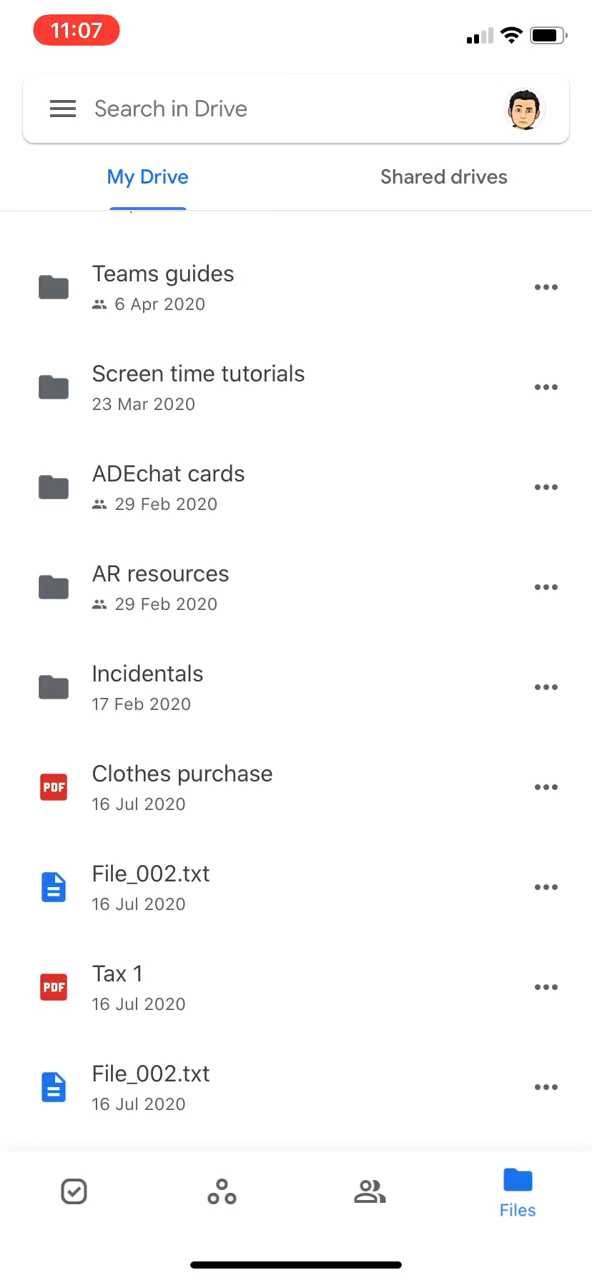 11:07
Search in Drive
My Drive
Shared drives
Teams guides
6 Apr 2020
Screen time tutorials
23 Mar 2020
ADEchat cards
29 Feb 2020
AR resources
29 Feb 2020
Incidentals
17 Feb 2020
PDF
Clothes purchase
16 Jul 2020
File_002.txt
16 Jul 2020
PDF
Tax 1
16 Jul 2020
File_002.txt
16 Jul 2020
Files